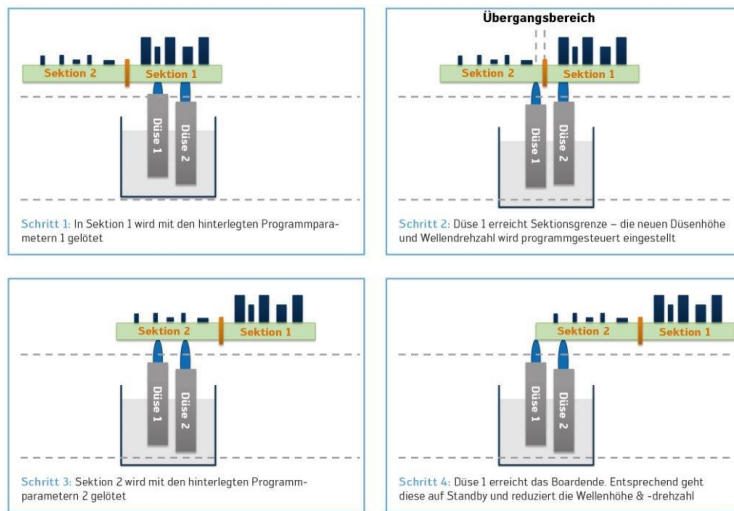 Sektion 2 Sektion 1
Düse 1
Düse 2
Schritt 1: In Sektion 1 wird mit den hinterlegten Programmpara-
metern 1 gelötet
Übergangsbereich
Sektion 2 Sektion 1
Düse 1
Düse 2
Schritt 2: Düse 1 erreicht Sektionsgrenze – die neuen Düsenhöhe
und Wellendrehzahl wird programmgesteuert eingestellt
Sektion 2 Sektion 1
Düse 1
Düse 2
Schritt 3: Sektion 2 wird mit den hinterlegten Programm-
parametern 2 gelötet
Sektion 2 Sektion 1
Düse 1
Düse 2
Schritt 4: Düse 1 erreicht das Boardende. Entsprechend geht
diese auf Standby und reduziert die Wellenhöhe & -drehzahl